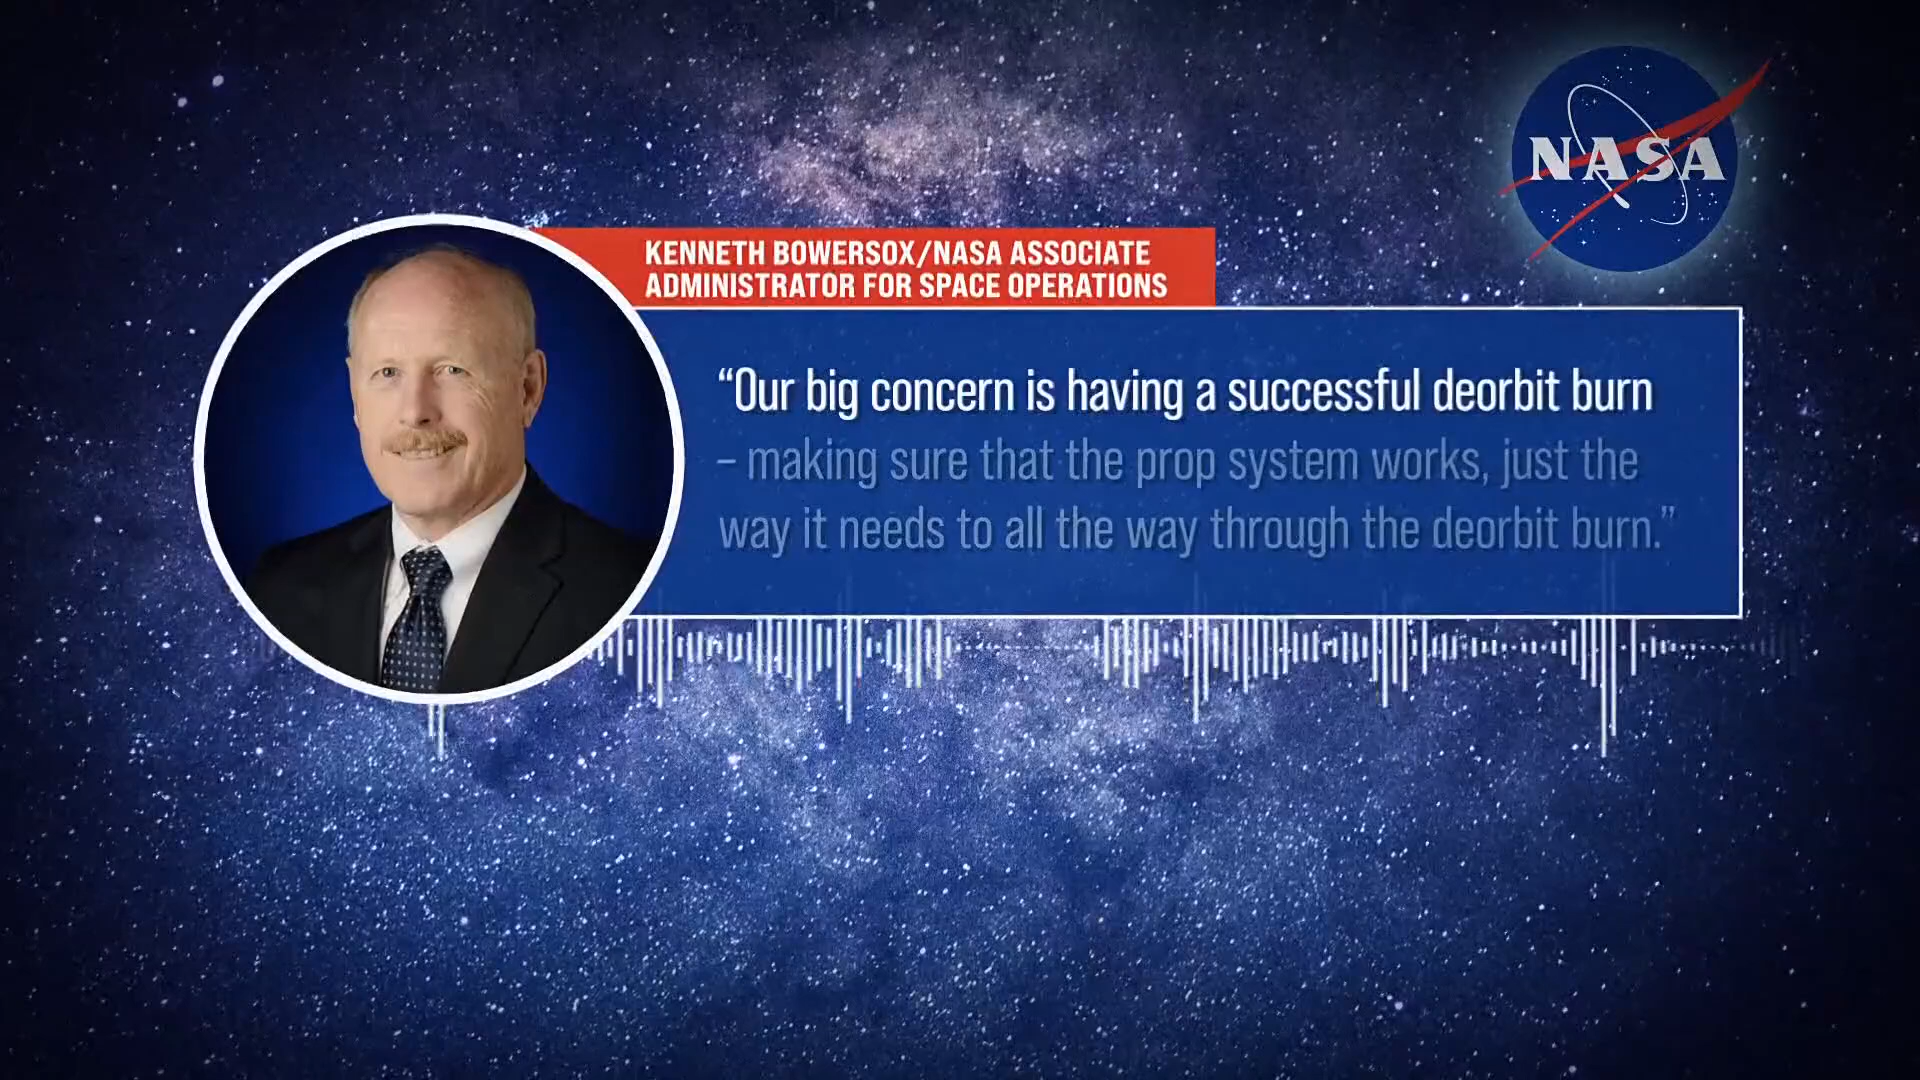 NASA
KENNETH BOWERSOX/NASA ASSOCIATE
ADMINISTRATOR FOR SPACE OPERATIONS
“Our big concern is having a successful deorbit burn
– making sure that the prop system works, just the
way it needs to all the way through the deorbit burn.”